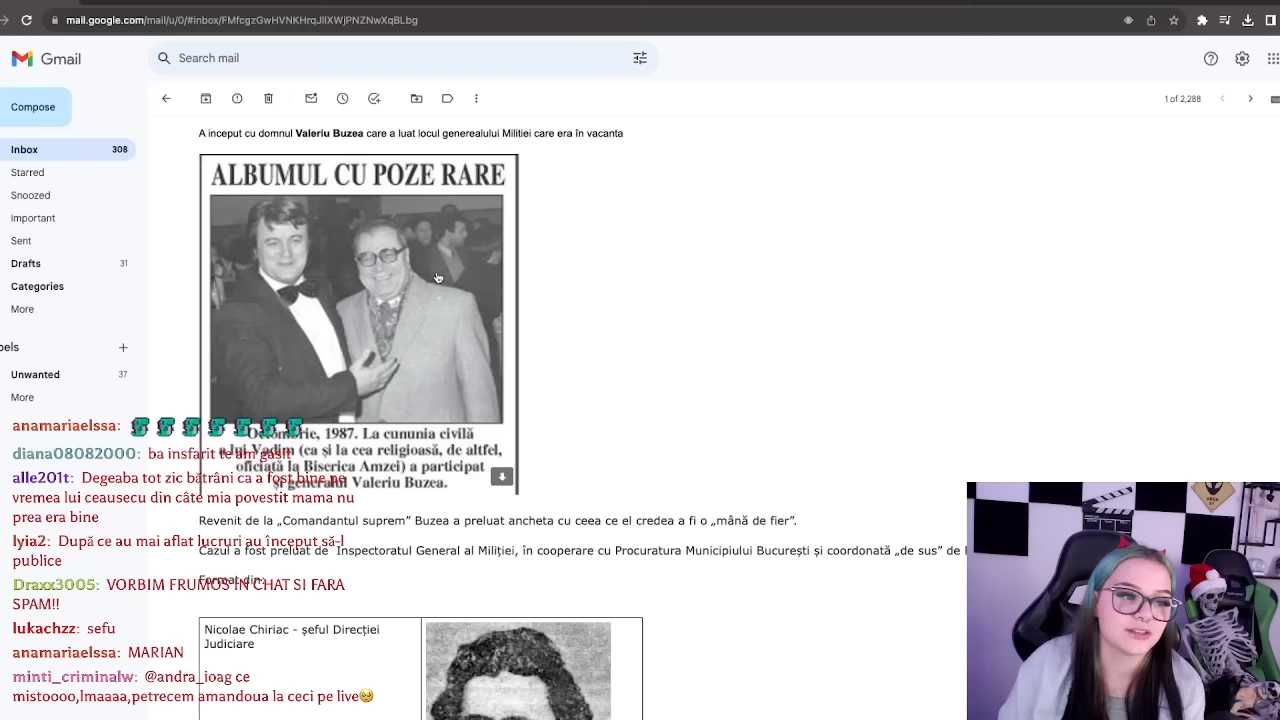 mail.google.com/mail/u/0/#inbox/FMfcgzGwHVNKHRqJlIXWjPNZNwXqBLbg
Gmail
Search mail
Compose
1 of 2,288
Inbox 308
Starred
Snoozed
Important
Sent
Drafts 31
Categories
More
Unwanted 37
More
A inceput cu domnul Valeriu Buzea care a luat locul generealului Militiei care era în vacanta
ALBUMUL CU POZE RARE
1987. La cununia civilă
Vadim (ca și la cea religioasă, de altfel,
oficiată la Biserica Amzei) a participat
și generalul Valeriu Buzea.
Revenit de la „Comandantul suprem” Buzea a preluat ancheta cu ceea ce el credea a fi o „mână de fier”.
Cazul a fost preluat de Inspectoratul General al Miliției, în cooperare cu Procuratura Municipiului București și coordonată „de sus” de
Format din:
Nicolae Chiriac - șeful Direcției
Judiciare
anamariaelssa:
diana08082000: ba insfarit te am gasit
alle201t: Degeaba tot zic bătrâni ca a fost bine pe
vremea lui ceausecu din câte mia povestit mama nu
prea era bine
lyia2: După ce au mai aflat lucruri au început să-l
publice
Draxx3005: VORBIM FRUMOS IN CHAT SI FARA
SPAM!!
lukachzz: sefu
anamariaelssa: MARIAN
minti_criminalw: @andra_ioag ce
mistoooo,lmaaaa,petrecem amandoua la ceci pe live